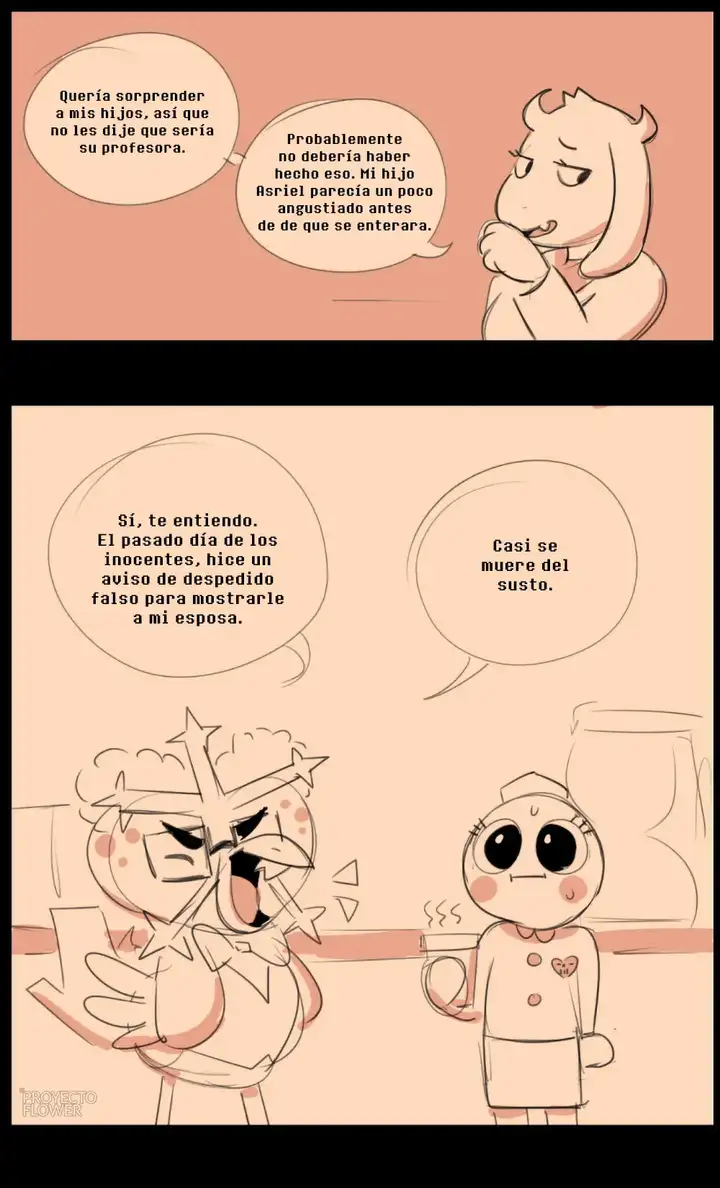 Quería sorprender
a mis hijos, así que
no les dije que sería
su profesora.
Probablemente
no debería haber
hecho eso. Mi hijo
Asriel parecía un poco
angustiado antes
de de que se enterara.
Sí, te entiendo.
El pasado día de los
inocentes, hice un
aviso de despedido
falso para mostrarle
a mi esposa.
Casi se
muere del
susto.
PROYECTO
FLOWER